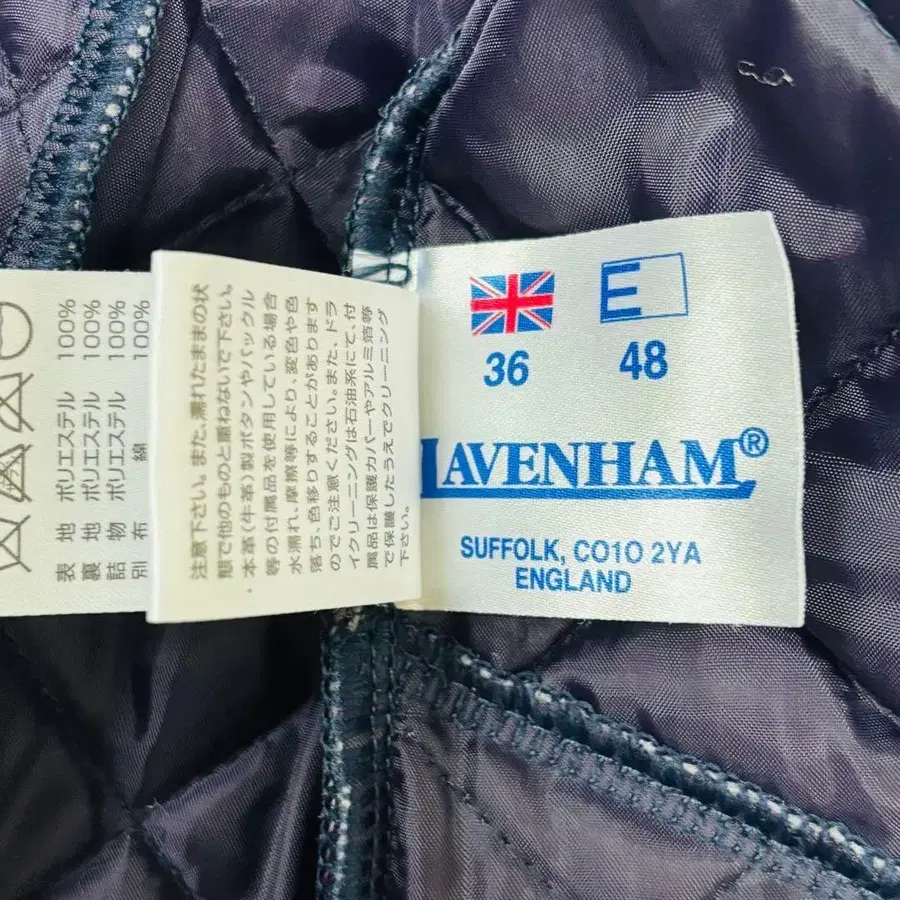 表地 ポリエステル 100%
裏地 ポリエステル 100%
詰物 ポリエステル 100%
別布 綿 100%
注意下さい。また、濡れたままの状
態で他のものと重ねないで下さい。
・本革(牛革)製ボタンやバックル
等の付属品を使用している場合
水濡れ、摩擦等により、変色や色
落ち、色移りすることがあります
のでご注意ください。また、ドラ
イクリーニングは石油系にて、付
属品は保護カバーやアルミ箔等
で保護したうえでクリーニング
下さい。
E
36 48
LAVENHAM®
SUFFOLK, CO10 2YA
ENGLAND